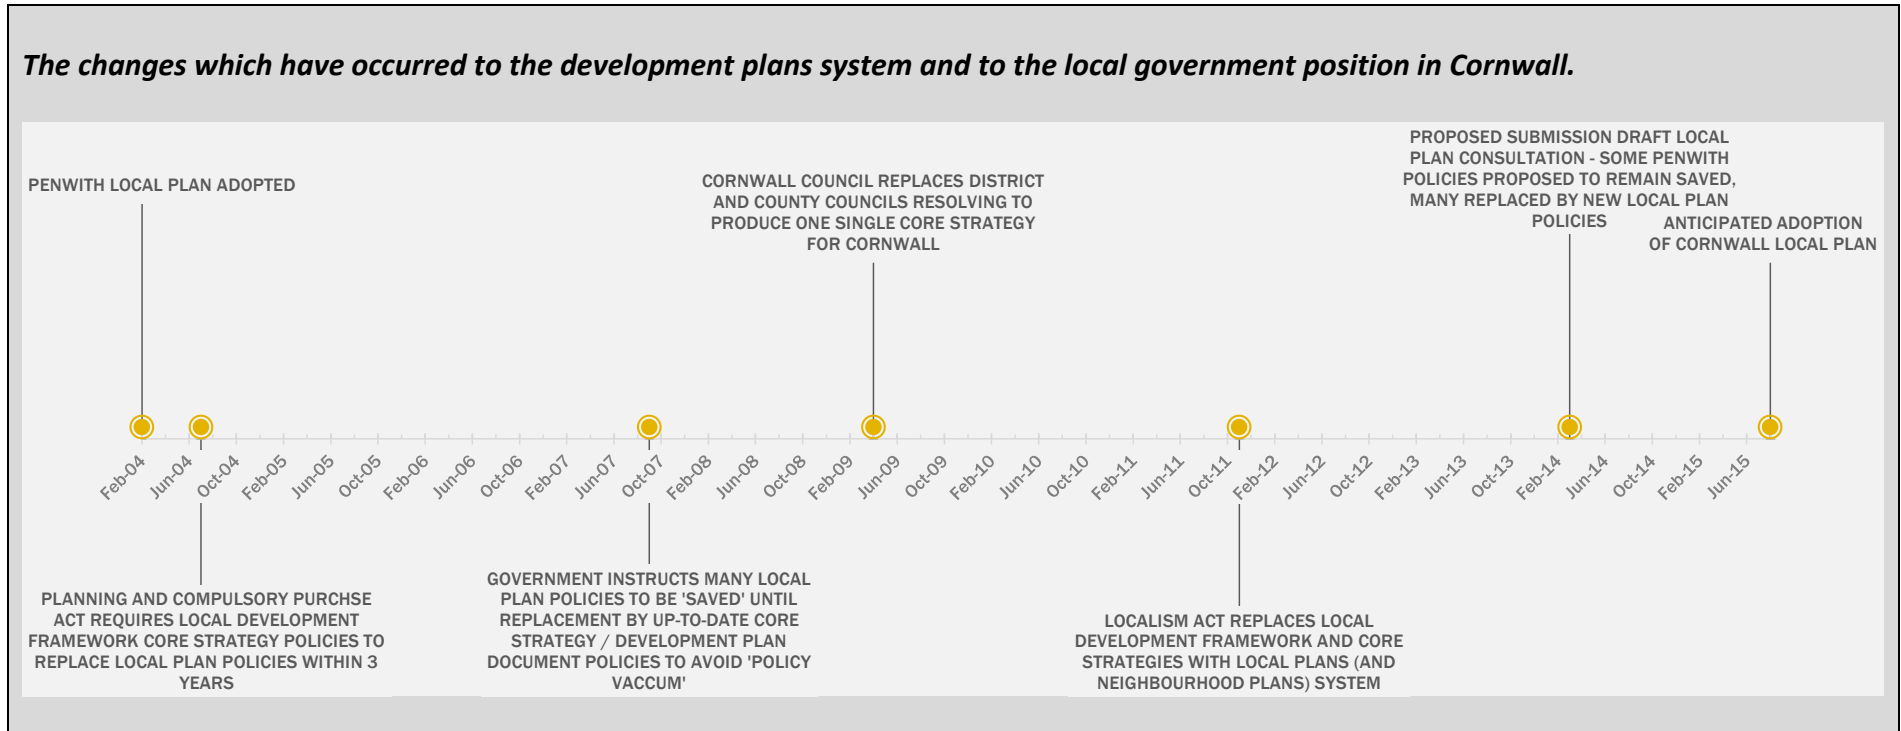 The changes which have occurred to the development plans system and to the local government position in Cornwall.
PENWITH LOCAL PLAN ADOPTED
CORNWALL COUNCIL REPLACES DISTRICT
AND COUNTY COUNCILS RESOLVING TO
PRODUCE ONE SINGLE CORE STRATEGY
FOR CORNWALL
PROPOSED SUBMISSION DRAFT LOCAL
PLAN CONSULTATION - SOME PENWITH
POLICIES PROPOSED TO REMAIN SAVED,
MANY REPLACED BY NEW LOCAL PLAN
POLICIES
ANTICIPATED ADOPTION
OF CORNWALL LOCAL PLAN
Feb-04
Jun-04
Oct-04
Feb-05
Jun-05
Oct-05
Feb-06
Jun-06
Oct-06
Feb-07
Jun-07
Oct-07
Feb-08
Jun-08
Oct-08
Feb-09
Jun-09
Oct-09
Feb-10
Jun-10
Oct-10
Feb-11
Jun-11
Oct-11
Feb-12
Jun-12
Oct-12
Feb-13
Jun-13
Oct-13
Feb-14
Jun-14
Oct-14
Feb-15
Jun-15
PLANNING AND COMPULSORY PURCHSE
ACT REQUIRES LOCAL DEVELOPMENT
FRAMEWORK CORE STRATEGY POLICIES TO
REPLACE LOCAL PLAN POLICIES WITHIN 3
YEARS
GOVERNMENT INSTRUCTS MANY LOCAL
PLAN POLICIES TO BE 'SAVED' UNTIL
REPLACEMENT BY UP-TO-DATE CORE
STRATEGY / DEVELOPMENT PLAN
DOCUMENT POLICIES TO AVOID 'POLICY
VACCUM'
LOCALISM ACT REPLACES LOCAL
DEVELOPMENT FRAMEWORK AND CORE
STRATEGIES WITH LOCAL PLANS (AND
NEIGHBOURHOOD PLANS) SYSTEM